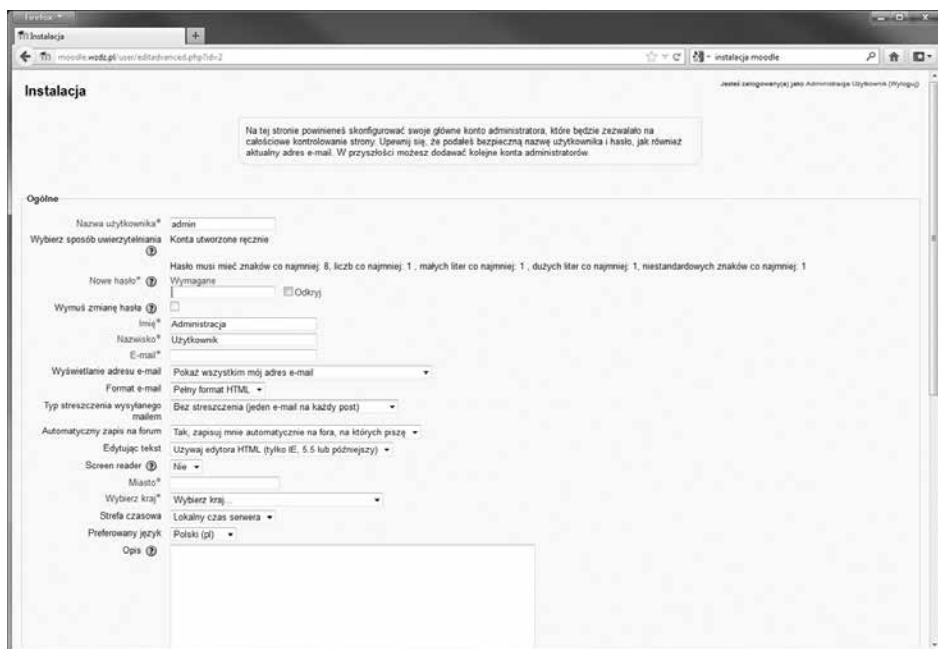 Firefox
Instalacja
moodle.wodz.pl/user/editadvanced.php?id=2
instalacja moodle
Jesteś zalogowany(a) jako Administracja Użytkownik (Wyloguj)
Instalacja
Na tej stronie powinieneś skonfigurować swoje główne konto administratora, które będzie zezwalało na
całościowe kontrolowanie strony. Upewnij się, że podałeś bezpieczną nazwę użytkownika i hasło, jak również
aktualny adres e-mail. W przyszłości możesz dodawać kolejne konta administratorów.
Ogólne
Nazwa użytkownika* admin
Wybierz sposób uwierzytelniania Konta utworzone ręcznie
Hasło musi mieć znaków co najmniej: 8, liczb co najmniej: 1 , małych liter co najmniej: 1 , dużych liter co najmniej: 1, niestandardowych znaków co najmniej: 1
Nowe hasło* Wymagane
Odkryj
Wymuś zmianę hasła
Imię* Administracja
Nazwisko* Użytkownik
E-mail*
Wyświetlanie adresu e-mail Pokaż wszystkim mój adres e-mail
Format e-mail Pełny format HTML
Typ streszczenia wysyłanego mailem Bez streszczenia (jeden e-mail na każdy post)
Automatyczny zapis na forum Tak, zapisuj mnie automatycznie na fora, na których piszę
Edytując tekst Używaj edytora HTML (tylko IE, 5.5 lub późniejszy)
Screen reader Nie
Miasto*
Wybierz kraj* Wybierz kraj...
Strefa czasowa Lokalny czas serwera
Preferowany język Polski (pl)
Opis